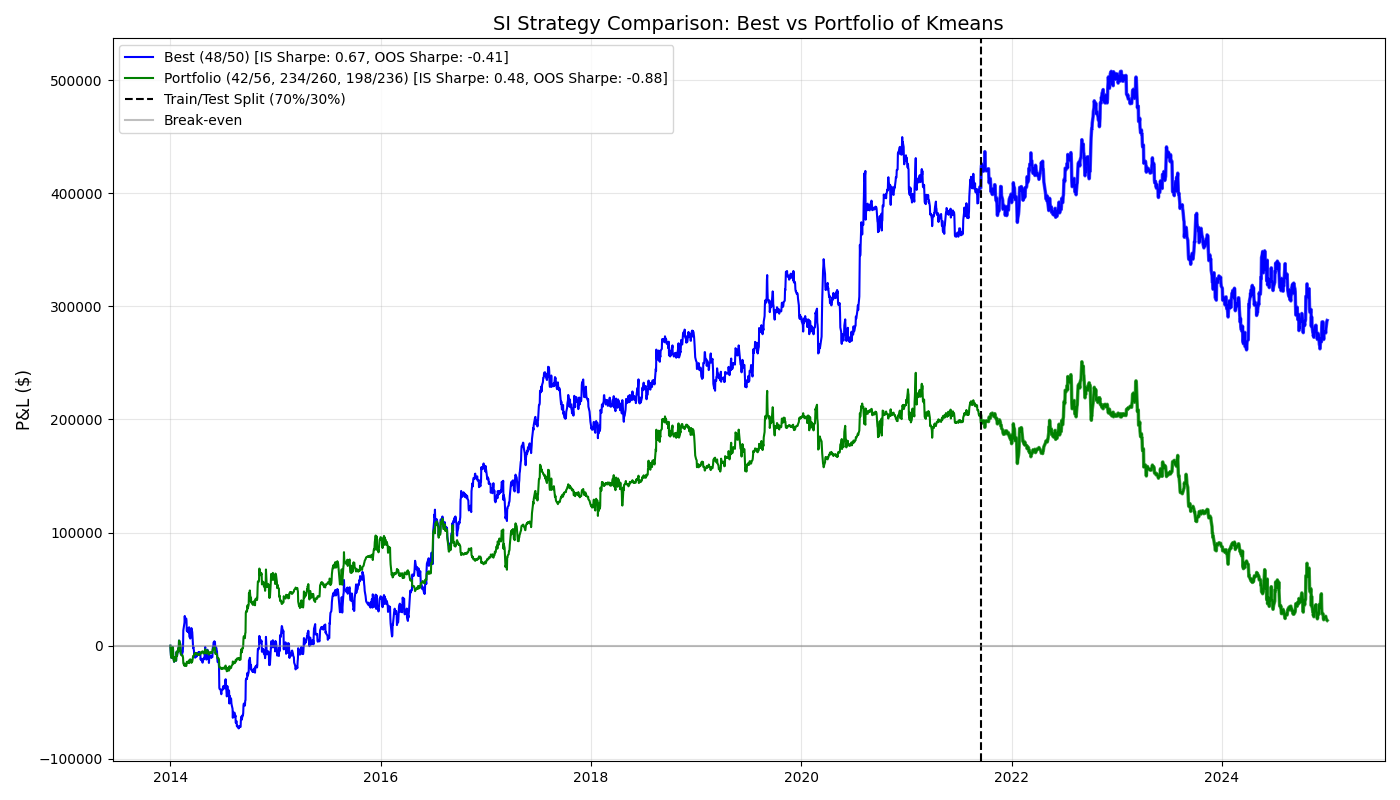 SI Strategy Comparison: Best vs Portfolio of Kmeans
Best (48/50) [IS Sharpe: 0.67, OOS Sharpe: -0.41]
Portfolio (42/56, 234/260, 198/236) [IS Sharpe: 0.48, OOS Sharpe: -0.88]
Train/Test Split (70%/30%)
Break-even
P&L ($)
500000
400000
300000
200000
100000
0
−100000
2014
2016
2018
2020
2022
2024